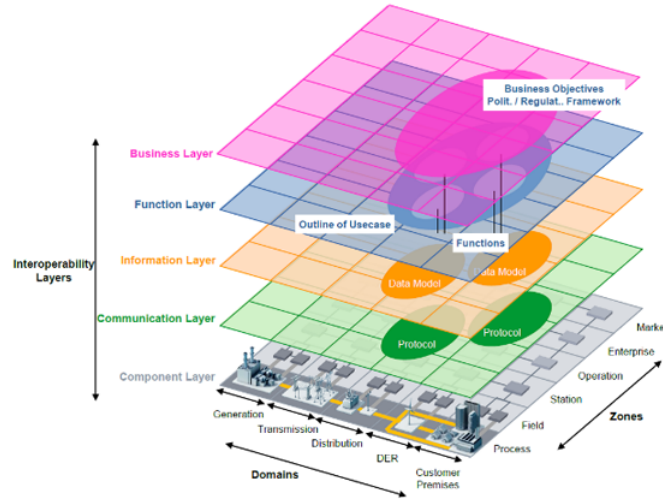 Business Objectives
Polit. / Regulat.. Framework
Business Layer
Function Layer
Outline of Usecase
Functions
Interoperability
Layers
Information Layer
Data Model
Data Model
Communication Layer
Protocol
Protocol
Component Layer
Market
Enterprise
Operation
Station
Field
Process
Zones
Generation
Transmission
Distribution
DER
Customer
Premises
Domains